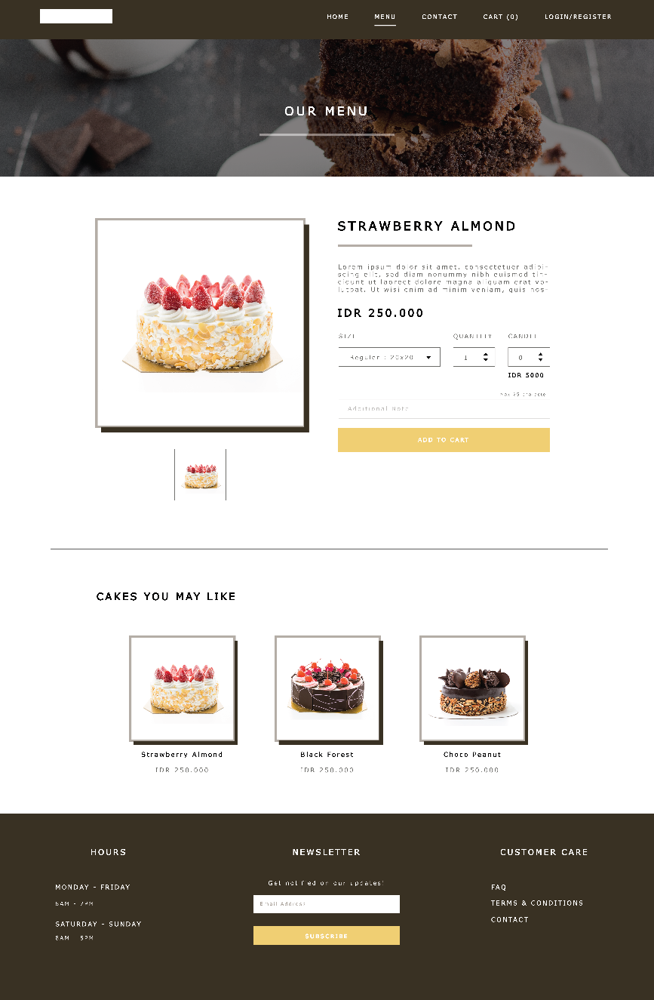 HOME MENU CONTACT CART (0) LOGIN/REGISTER
OUR MENU
STRAWBERRY ALMOND
Lorem ipsum dolor sit amet, consectetuer adipi-
scing elit, sed diam nonummy nibh euismod tin-
cidunt ut laoreet dolore magna aliquam erat vo-
lutpat. Ut wisi enim ad minim veniam, quis nos-
IDR 250.000
SIZE QUANTITY CANDLE
Reguler : 20x20 1 0
IDR 5000
Max 25 characte
Additional Note
ADD TO CART
CAKES YOU MAY LIKE
Strawberry Almond Black Forest Choco Peanut
IDR 250.000 IDR 250.000 IDR 250.000
HOURS NEWSLETTER CUSTOMER CARE
MONDAY - FRIDAY
8AM - 7PM
SATURDAY - SUNDAY
8AM - 5PM
Get notified on our updates!
Email Address
SUBSCRIBE
FAQ
TERMS & CONDITIONS
CONTACT